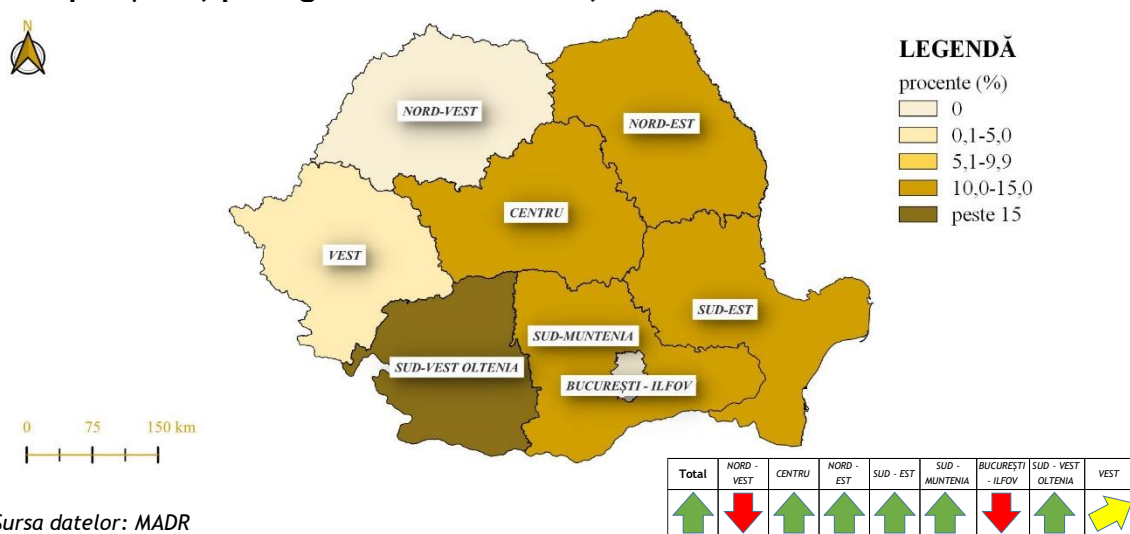 N
LEGENDĂ
procente (%)
0
0,1-5,0
5,1-9,9
10,0-15,0
peste 15
NORD-VEST
NORD-EST
CENTRU
VEST
SUD-EST
SUD-MUNTENIA
SUD-VEST OLTENIA
BUCUREȘTI - ILFOV
0 75 150 km
Total NORD - VEST CENTRU NORD - EST SUD - EST SUD - MUNTENIA BUCUREȘTI - ILFOV SUD - VEST OLTENIA VEST
Sursa datelor: MADR